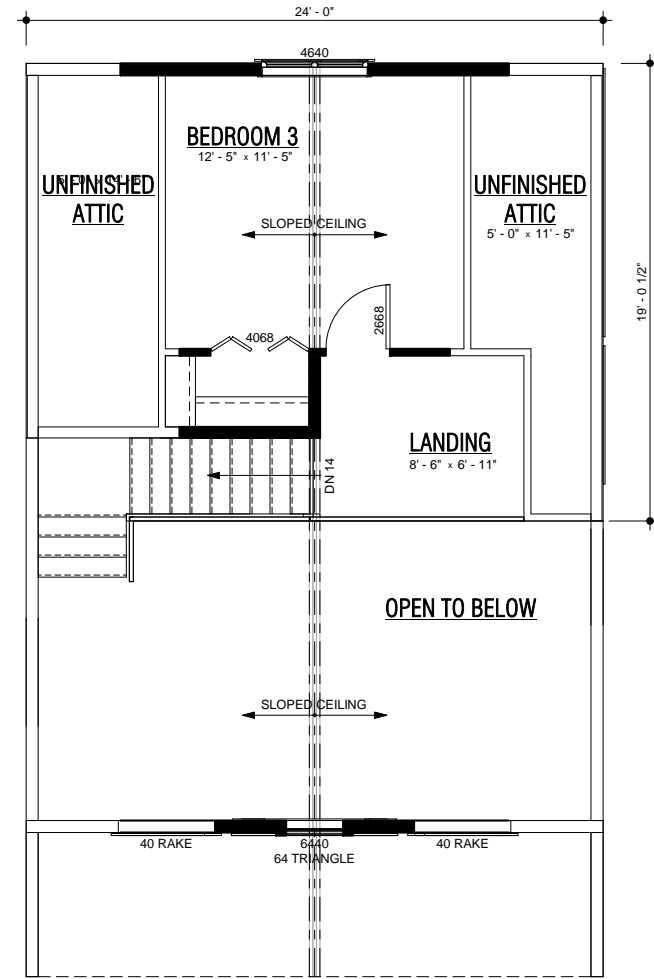 24' - 0"
4640
BEDROOM 3
12' - 5" x 11' - 5"
UNFINISHED
ATTIC
UNFINISHED
ATTIC
5' - 0" x 11' - 5"
SLOPED CEILING
19' - 0 1/2"
2668
4068
LANDING
8' - 6" x 6' - 11"
DN 14
OPEN TO BELOW
SLOPED CEILING
40 RAKE
6440
64 TRIANGLE
40 RAKE